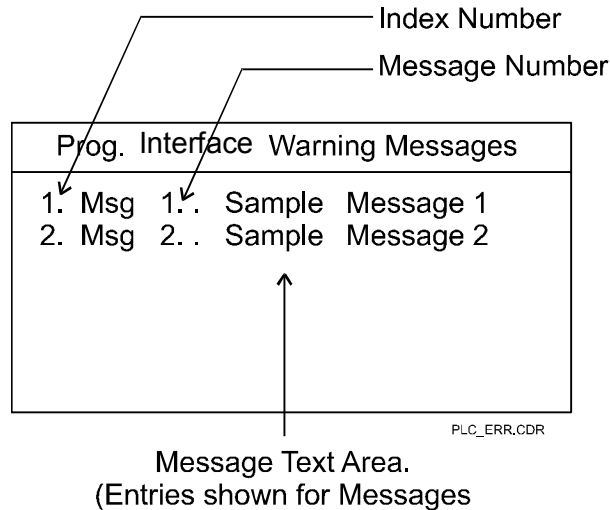 Index Number
Message Number
Prog. Interface Warning Messages
1. Msg 1. . Sample Message 1
2. Msg 2. . Sample Message 2
PLC_ERR.CDR
Message Text Area.
(Entries shown for Messages